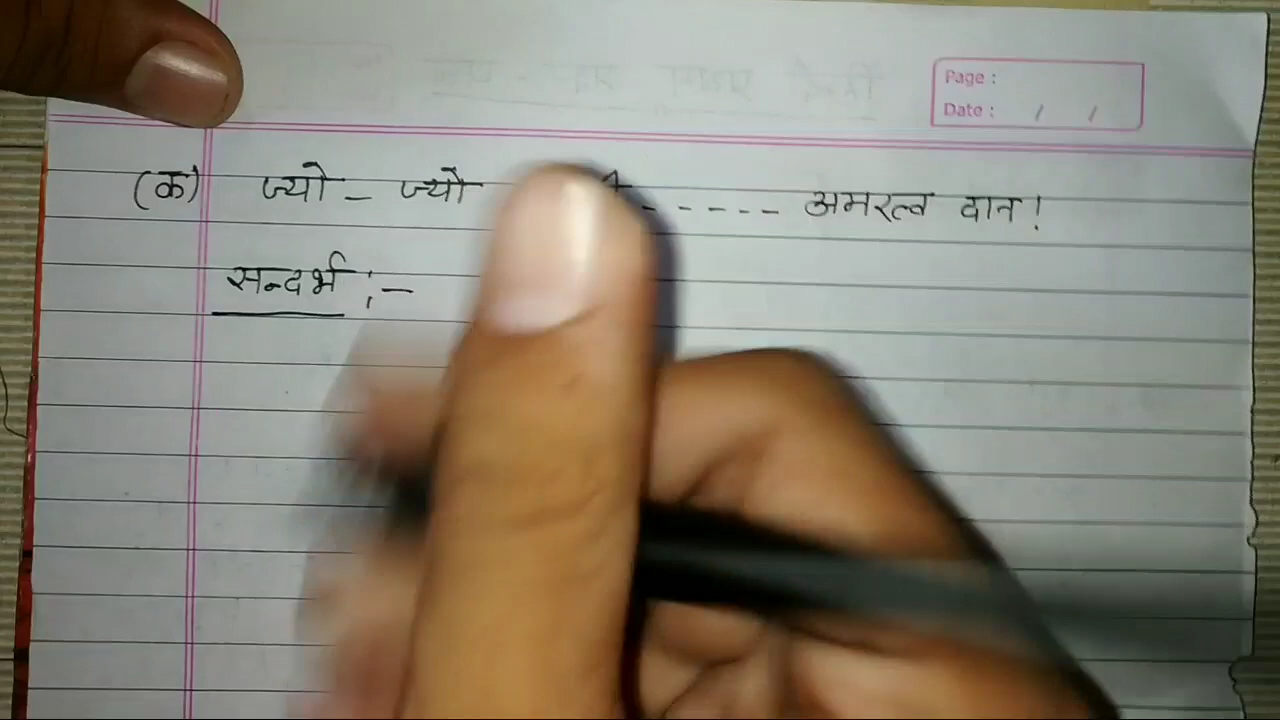 Page :
Date : / /
(क) ज्यो - ज्यौ ------ अमरत्व दान!
सन्दर्भ :-